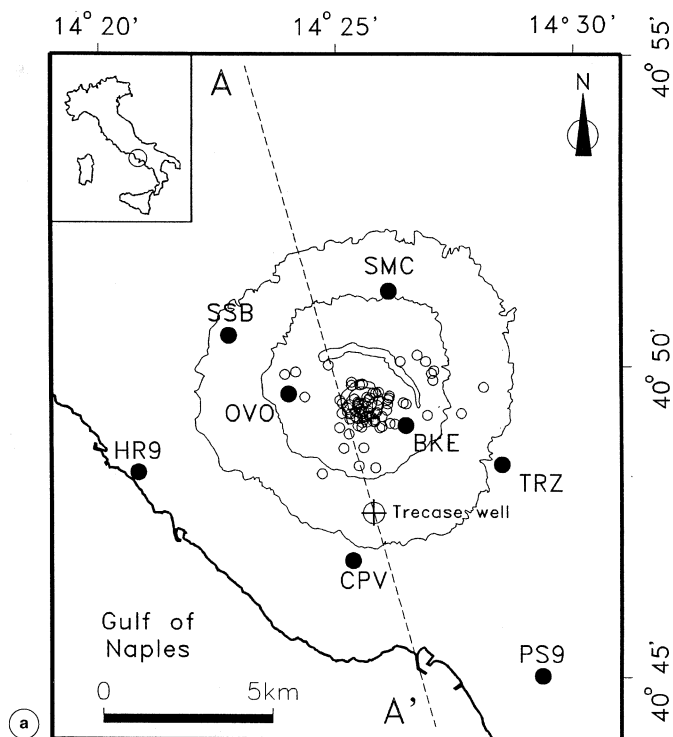 14° 20' 14° 25' 14° 30'
40° 55'
A
N
SMC
SSB
40° 50'
OVO
BKE
HR9
TRZ
Trecase well
CPV
Gulf of
Naples
PS9
40° 45'
0 5km
A'
a